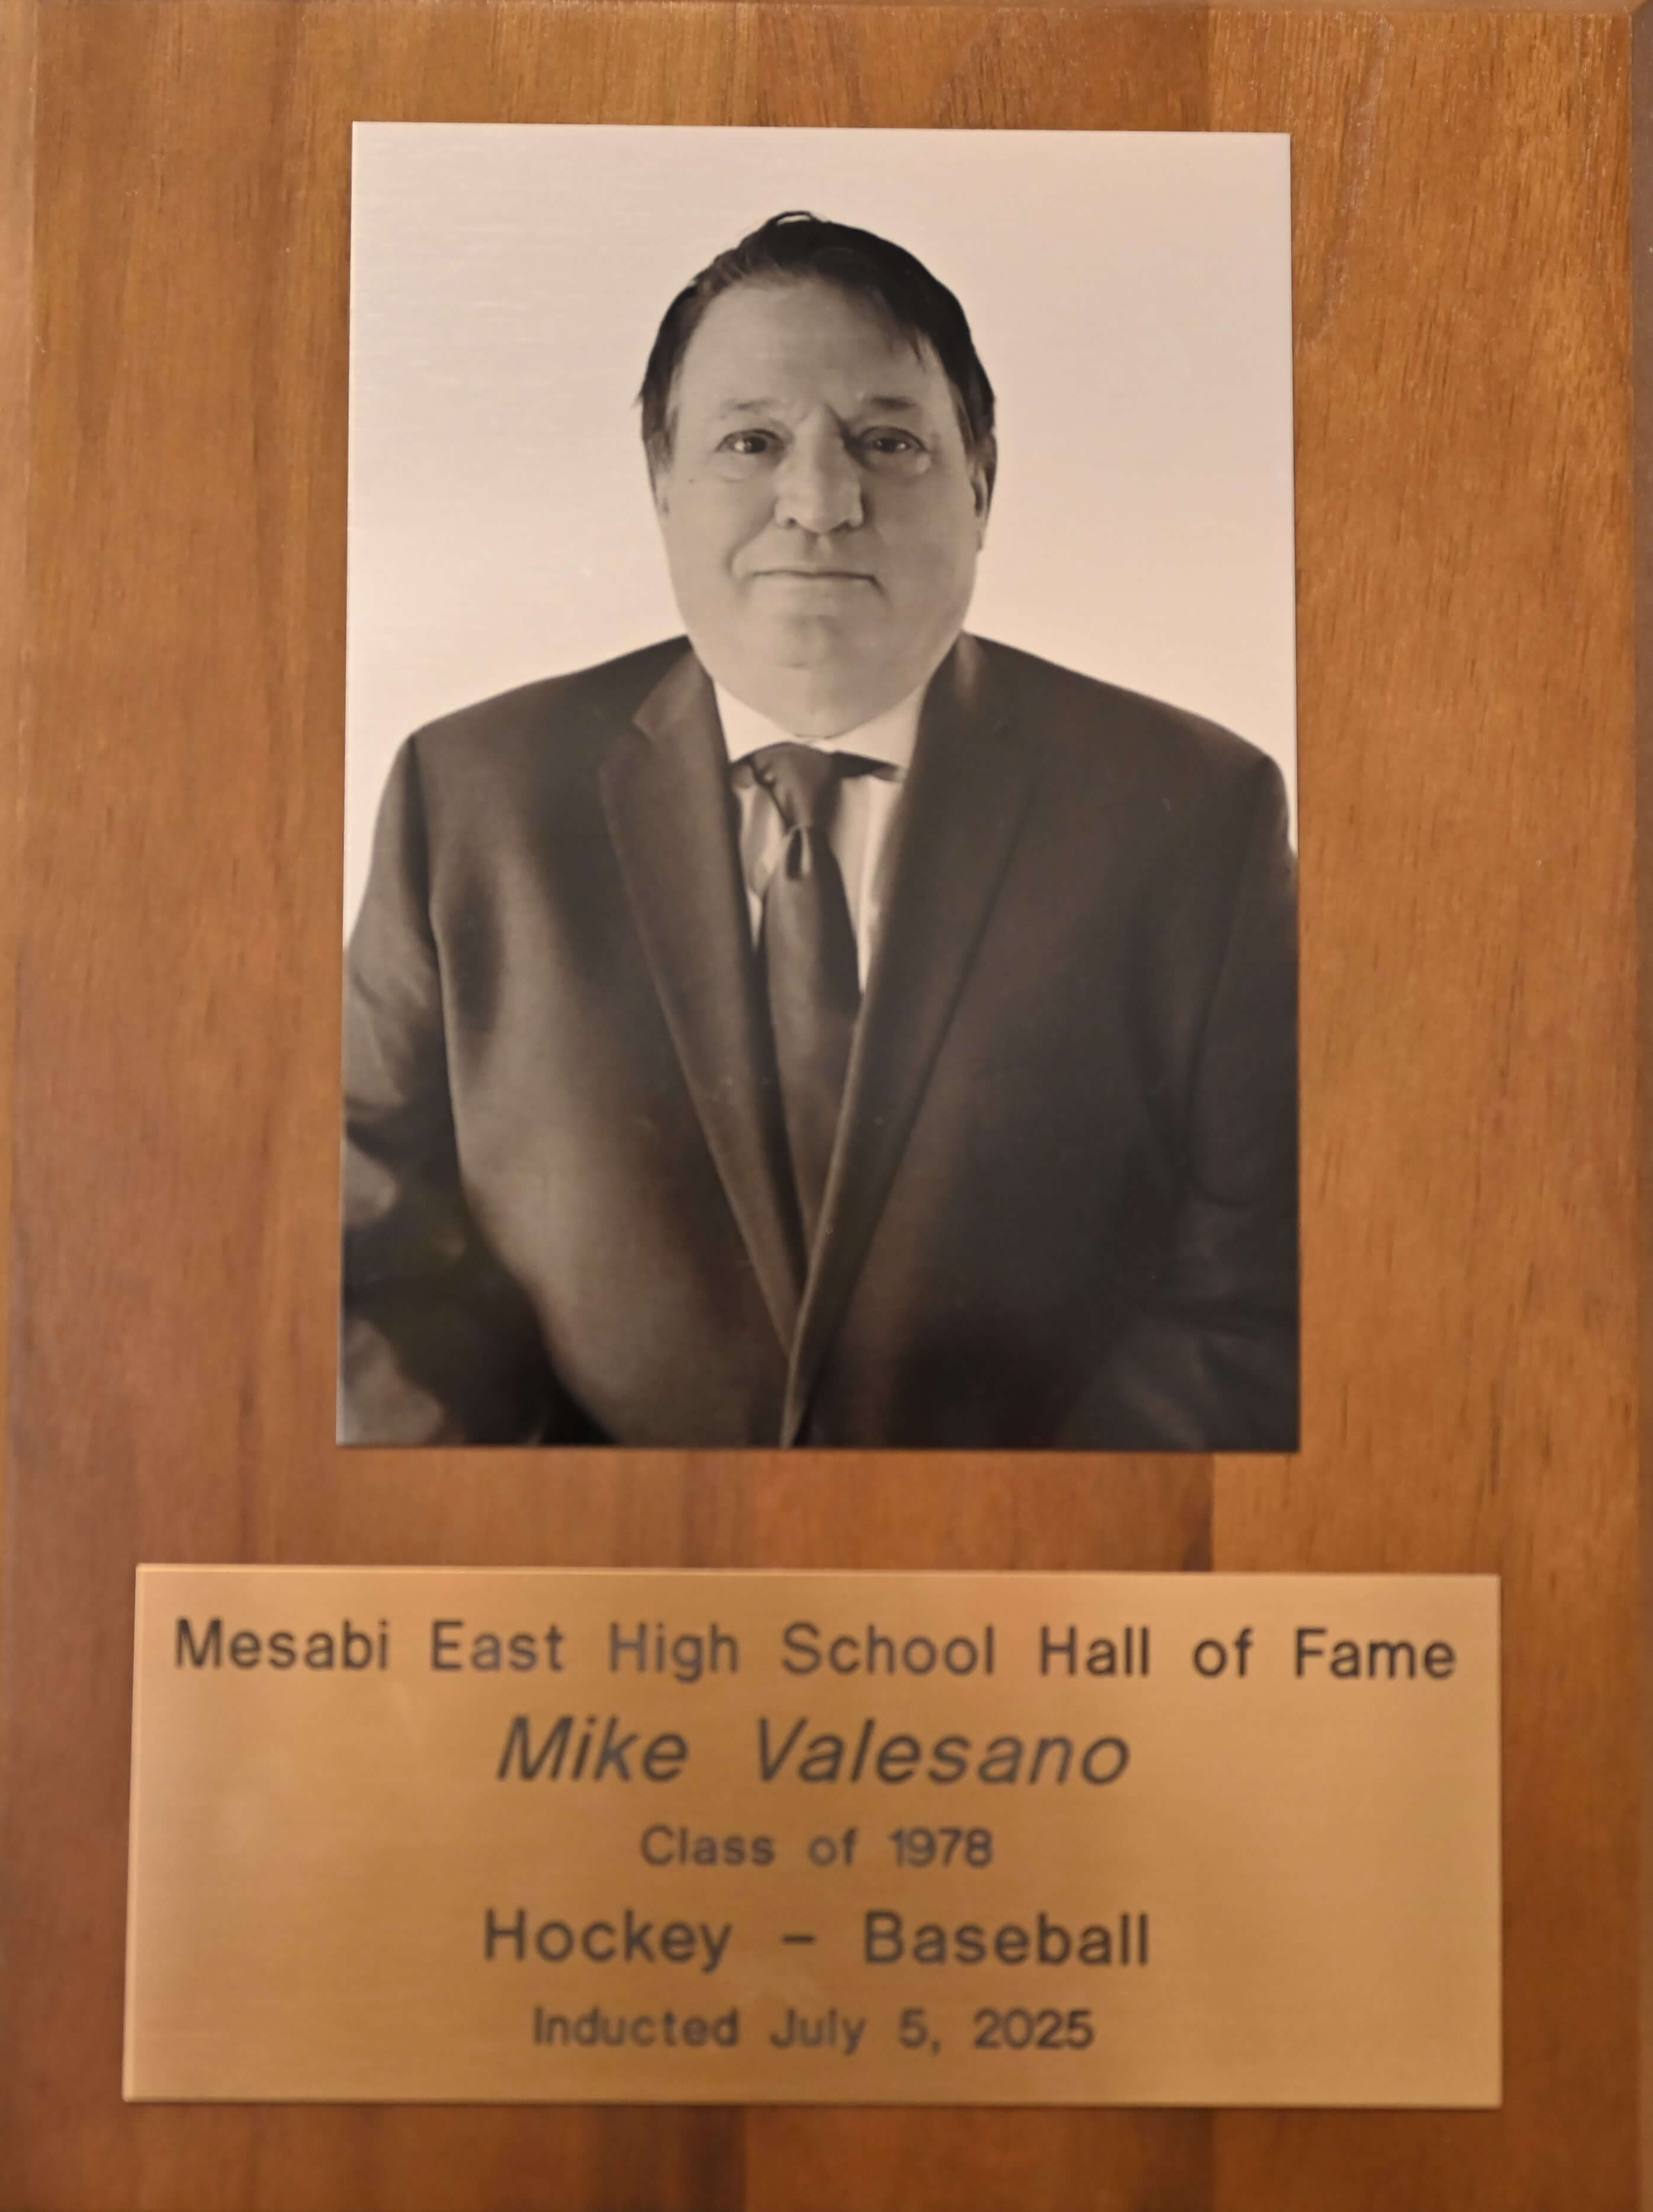 Mesabi East High School Hall of Fame
Mike Valesano
Class of 1978
Hockey - Baseball
Inducted July 5, 2025